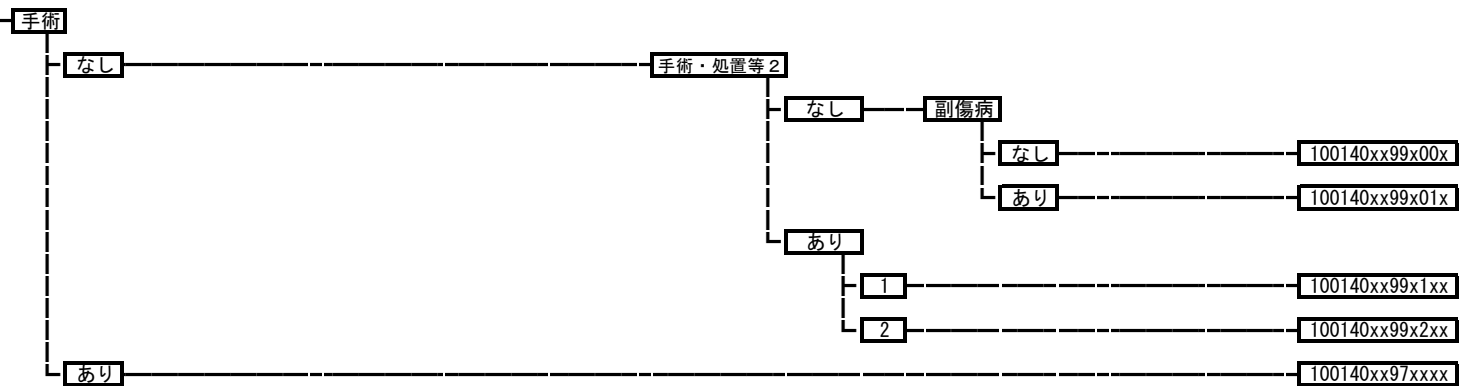 手術
なし 手術・処置等2
なし 副傷病
なし 100140xx99x00x
あり 100140xx99x01x
あり
1 100140xx99x1xx
2 100140xx99x2xx
あり 100140xx97xxxx